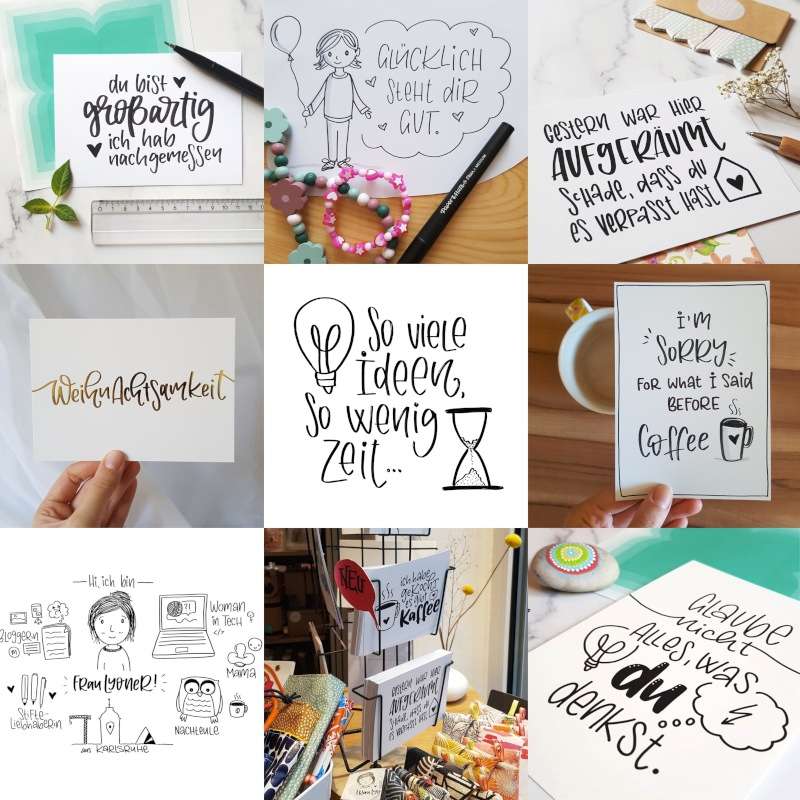 du bist
großartig
ich hab
nachgemessen
GLÜCKLICH
STEHT DIR
GUT.
GESTERN WAR HIER
AUFGERÄUMT
SCHADE, DASS DU
ES VERPASST HAST
WeihnAchtsamkeit
So viele
Ideen,
so wenig
Zeit...
I'M
SORRY
FOR WHAT I SAID
BEFORE
Coffee
Hi, ich bin
Bloggerin
Woman
in Tech
</>
Mama
Frau Lyoner!
Stifte-
Liebhaberin
NACHTEULE
aus KARLSRUHE
NEU
ich habe
gekocht
es gibt
Kaffee
GESTERN WAR HIER
AUFGERÄUMT
SCHADE, DASS DU
ES VERPASST HAST
GLAUBE
nicht
ALLES, WAS
du...
denkst.